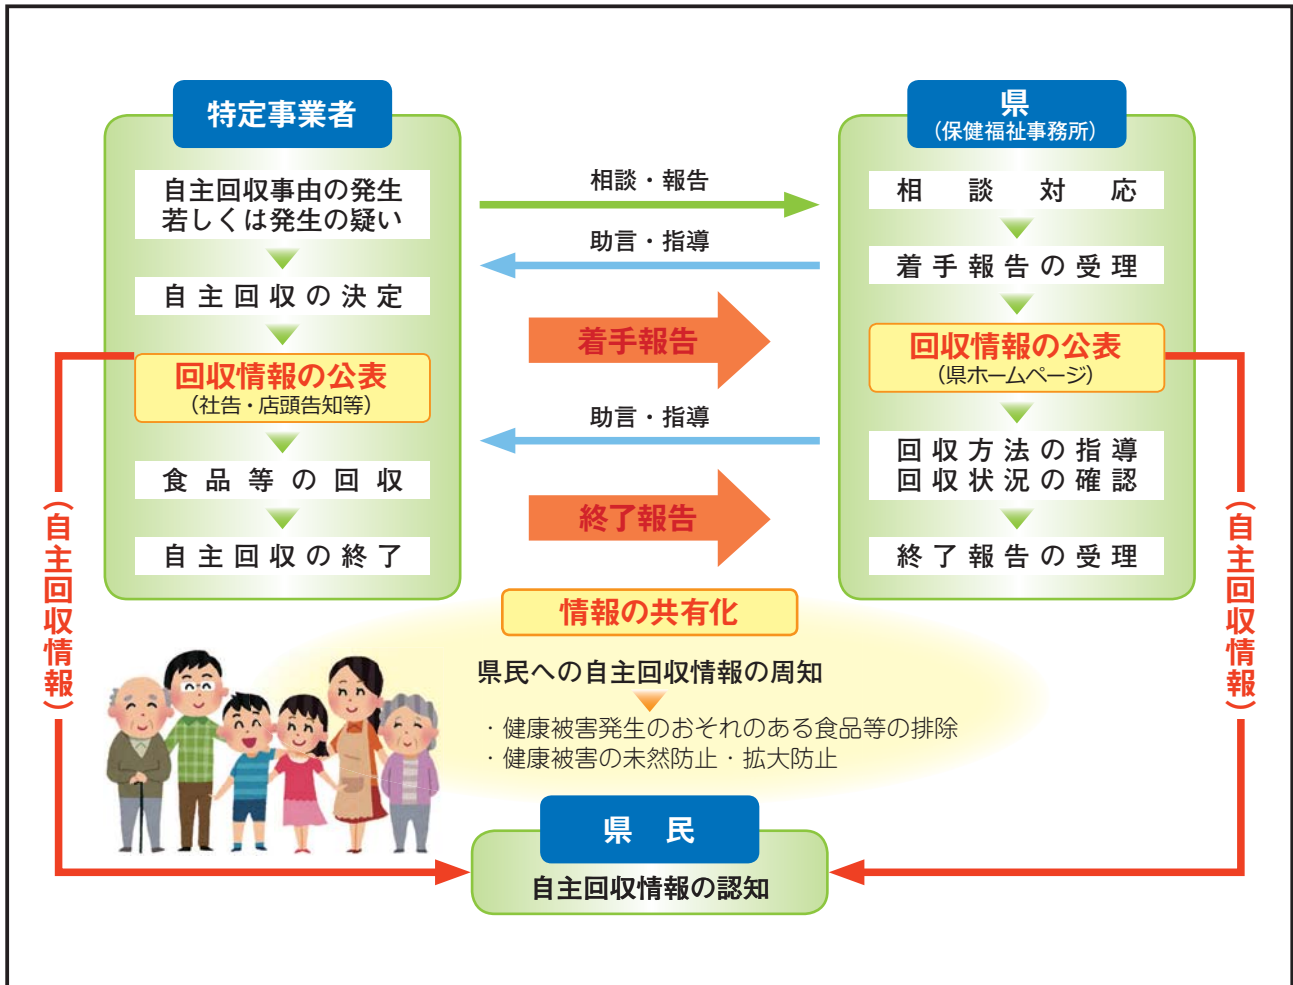 特定事業者
自主回収事由の発生
若しくは発生の疑い
自主回収の決定
回収情報の公表
（社告・店頭告知等）
食品等の回収
自主回収の終了
相談・報告
助言・指導
着手報告
助言・指導
終了報告
県
（保健福祉事務所）
相談対応
着手報告の受理
回収情報の公表
（県ホームページ）
回収方法の指導
回収状況の確認
終了報告の受理
（自主回収情報）
（自主回収情報）
情報の共有化
県民への自主回収情報の周知
・健康被害発生のおそれのある食品等の排除
・健康被害の未然防止・拡大防止
県民
自主回収情報の認知